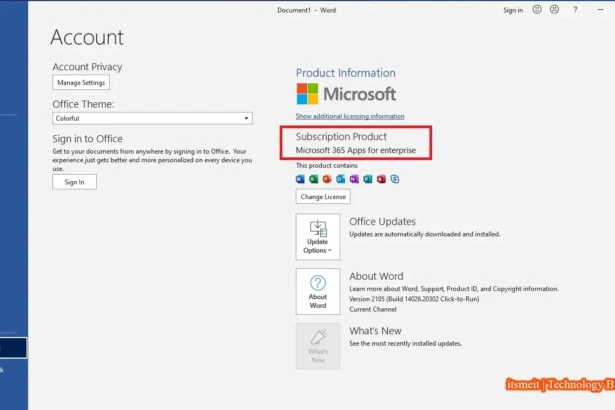 Document1 - Word
Sign in
?
Account
Account Privacy
Manage Settings
Office Theme:
Colorful
Sign in to Office
Get to your documents from anywhere by signing in to Office. Your
experience just gets better and more personalized on every device you
use.
Sign In
Product Information
Microsoft
Show additional licensing information
Subscription Product
Microsoft 365 Apps for enterprise
This product contains
Change License
Update
Options
Office Updates
Updates are automatically downloaded and installed.
About
Word
About Word
Learn more about Word, Support, Product ID, and Copyright information.
Version 2105 (Build 14026.20302 Click-to-Run)
Current Channel
What's
New
What's New
See the most recently installed updates.
itsmeit |Technology B